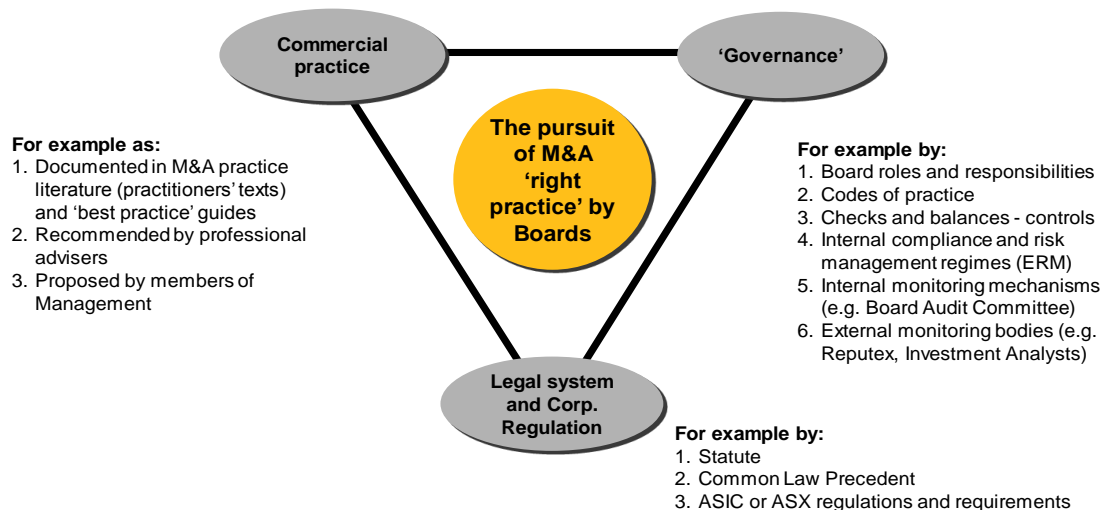 Commercial
practice
‘Governance’
The pursuit
of M&A
‘right
practice’ by
Boards
For example as:
1. Documented in M&A practice
literature (practitioners’ texts)
and ‘best practice’ guides
2. Recommended by professional
advisers
3. Proposed by members of
Management
For example by:
1. Board roles and responsibilities
2. Codes of practice
3. Checks and balances - controls
4. Internal compliance and risk
management regimes (ERM)
5. Internal monitoring mechanisms
(e.g. Board Audit Committee)
6. External monitoring bodies (e.g.
Reputex, Investment Analysts)
Legal system
and Corp.
Regulation
For example by:
1. Statute
2. Common Law Precedent
3. ASIC or ASX regulations and requirements